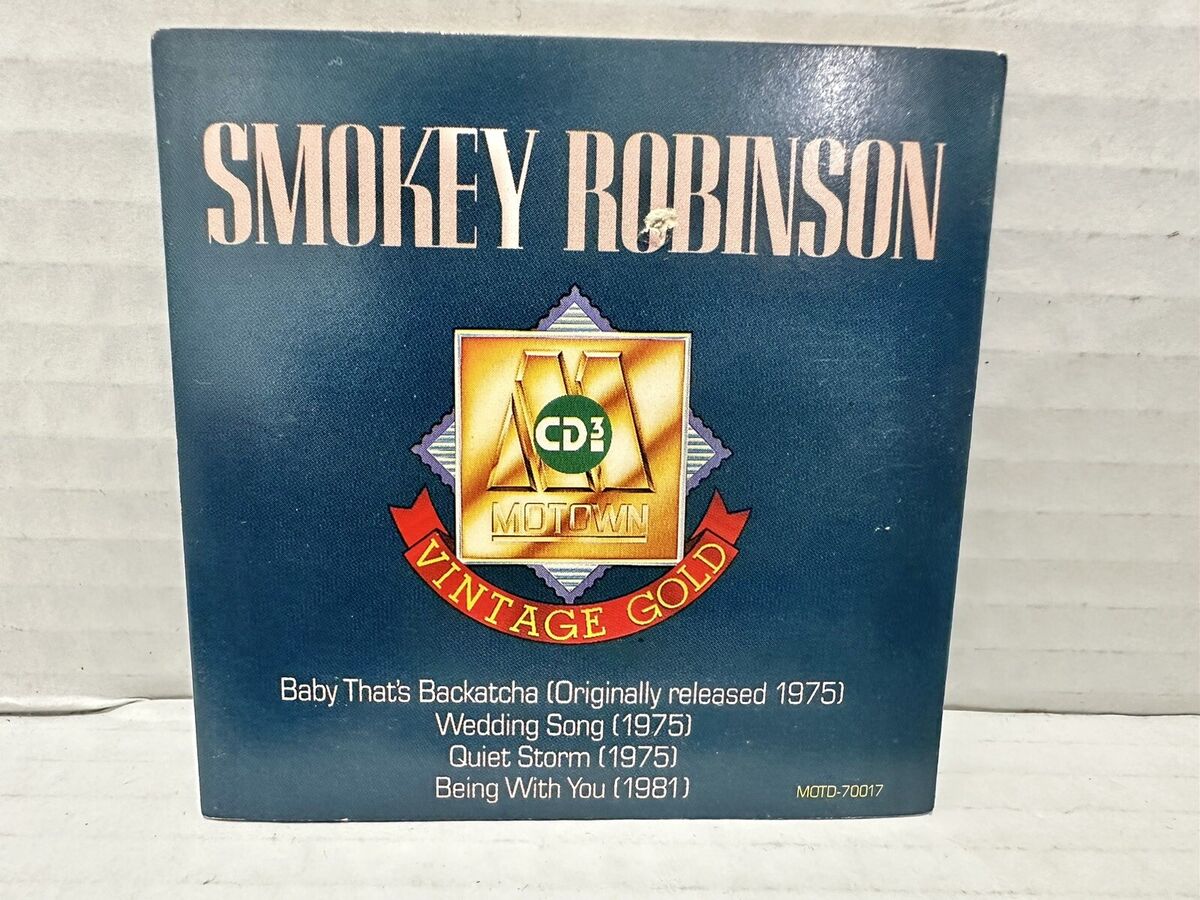 SMOKEY ROBINSON
M
CD3
MOTOWN
VINTAGE GOLD
Baby That's Backatcha (Originally released 1975)
Wedding Song (1975)
Quiet Storm (1975)
Being With You (1981)
MOTD-70017